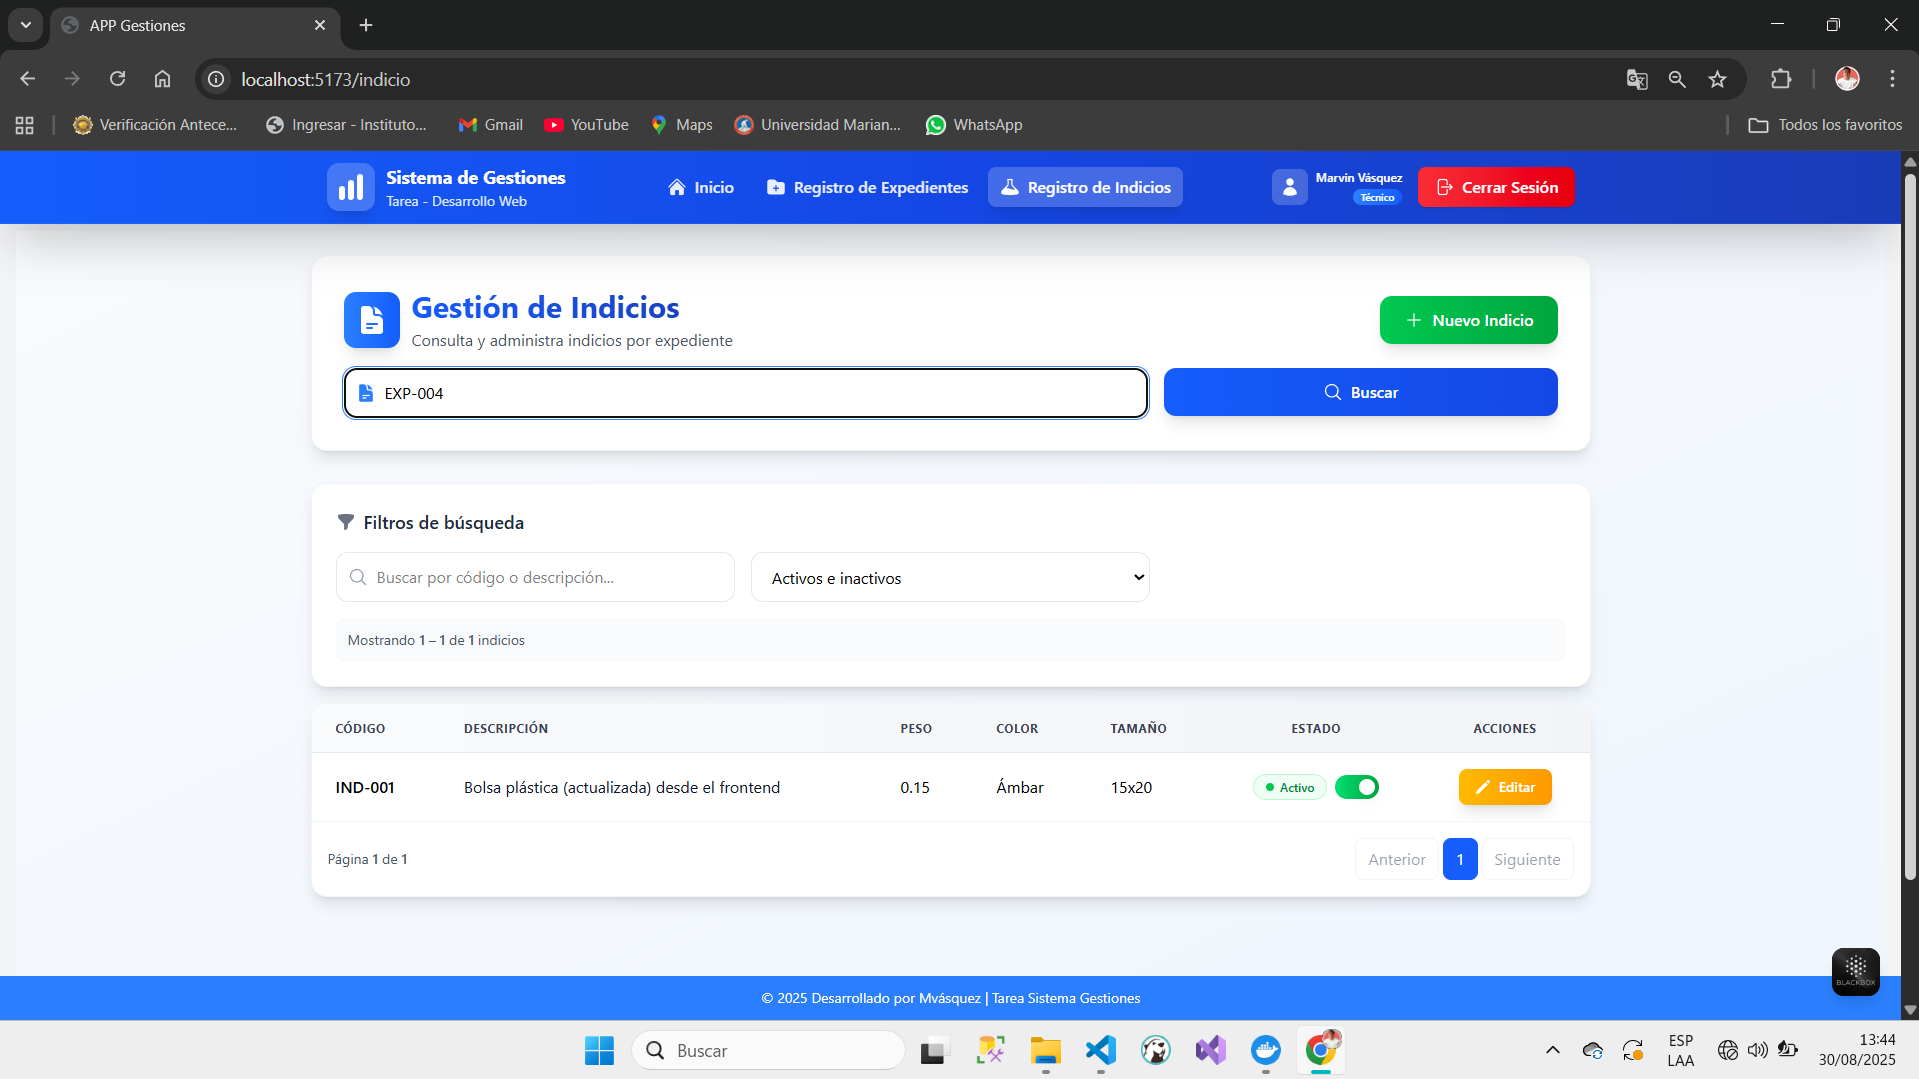 APP Gestiones
localhost:5173/indicio
Verificación Antece...
Ingresar - Instituto...
Gmail
YouTube
Maps
Universidad Marian...
WhatsApp
Todos los favoritos
Sistema de Gestiones
Tarea - Desarrollo Web
Inicio
Registro de Expedientes
Registro de Indicios
Marvin Vásquez
Técnico
Cerrar Sesión
Gestión de Indicios
Consulta y administra indicios por expediente
Nuevo Indicio
EXP-004
Buscar
Filtros de búsqueda
Buscar por código o descripción...
Activos e inactivos
Mostrando 1 – 1 de 1 indicios
CÓDIGO DESCRIPCIÓN PESO COLOR TAMAÑO ESTADO ACCIONES
IND-001 Bolsa plástica (actualizada) desde el frontend 0.15 Ámbar 15x20 Activo Editar
Página 1 de 1
Anterior 1 Siguiente
BLACKBOX
© 2025 Desarrollado por Mvásquez | Tarea Sistema Gestiones
Buscar
ESP
LAA
13:44
30/08/2025